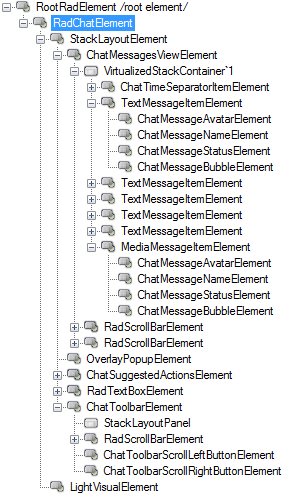 RootRadElement /root element/
RadChatElement
StackLayoutElement
ChatMessagesViewElement
VirtualizedStackContainer`1
ChatTimeSeparatorItemElement
TextMessageItemElement
ChatMessageAvatarElement
ChatMessageNameElement
ChatMessageStatusElement
ChatMessageBubbleElement
TextMessageItemElement
TextMessageItemElement
TextMessageItemElement
TextMessageItemElement
MediaMessageItemElement
ChatMessageAvatarElement
ChatMessageNameElement
ChatMessageStatusElement
ChatMessageBubbleElement
RadScrollBarElement
RadScrollBarElement
OverlayPopupElement
ChatSuggestedActionsElement
RadTextBoxElement
ChatToolbarElement
StackLayoutPanel
RadScrollBarElement
ChatToolbarScrollLeftButtonElement
ChatToolbarScrollRightButtonElement
LightVisualElement